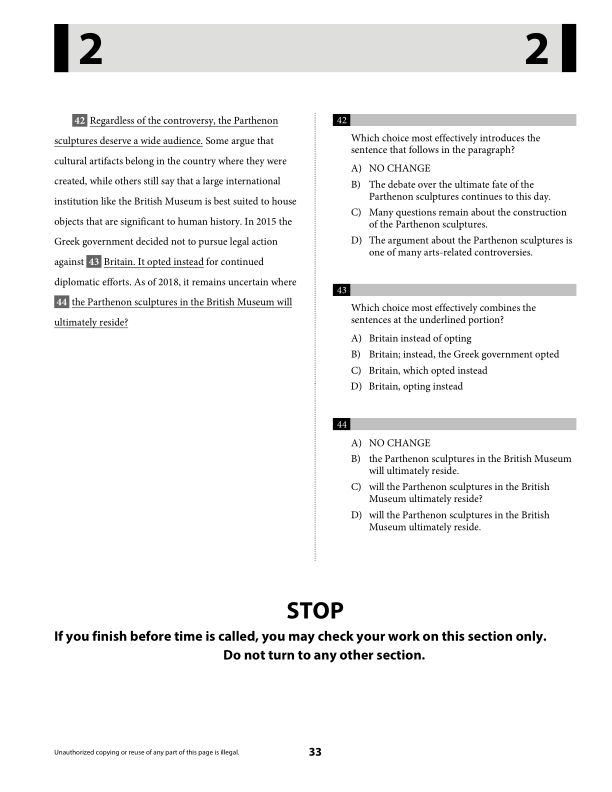 2
2
42 Regardless of the controversy, the Parthenon
sculptures deserve a wide audience. Some argue that
cultural artifacts belong in the country where they were
created, while others still say that a large international
institution like the British Museum is best suited to house
objects that are significant to human history. In 2015 the
Greek government decided not to pursue legal action
against 43 Britain. It opted instead for continued
diplomatic efforts. As of 2018, it remains uncertain where
44 the Parthenon sculptures in the British Museum will
ultimately reside?
42
Which choice most effectively introduces the
sentence that follows in the paragraph?
A) NO CHANGE
B) The debate over the ultimate fate of the
Parthenon sculptures continues to this day.
C) Many questions remain about the construction
of the Parthenon sculptures.
D) The argument about the Parthenon sculptures is
one of many arts-related controversies.
43
Which choice most effectively combines the
sentences at the underlined portion?
A) Britain instead of opting
B) Britain; instead, the Greek government opted
C) Britain, which opted instead
D) Britain, opting instead
44
A) NO CHANGE
B) the Parthenon sculptures in the British Museum
will ultimately reside.
C) will the Parthenon sculptures in the British
Museum ultimately reside?
D) will the Parthenon sculptures in the British
Museum ultimately reside.
STOP
If you finish before time is called, you may check your work on this section only.
Do not turn to any other section.
Unauthorized copying or reuse of any part of this page is illegal.
33